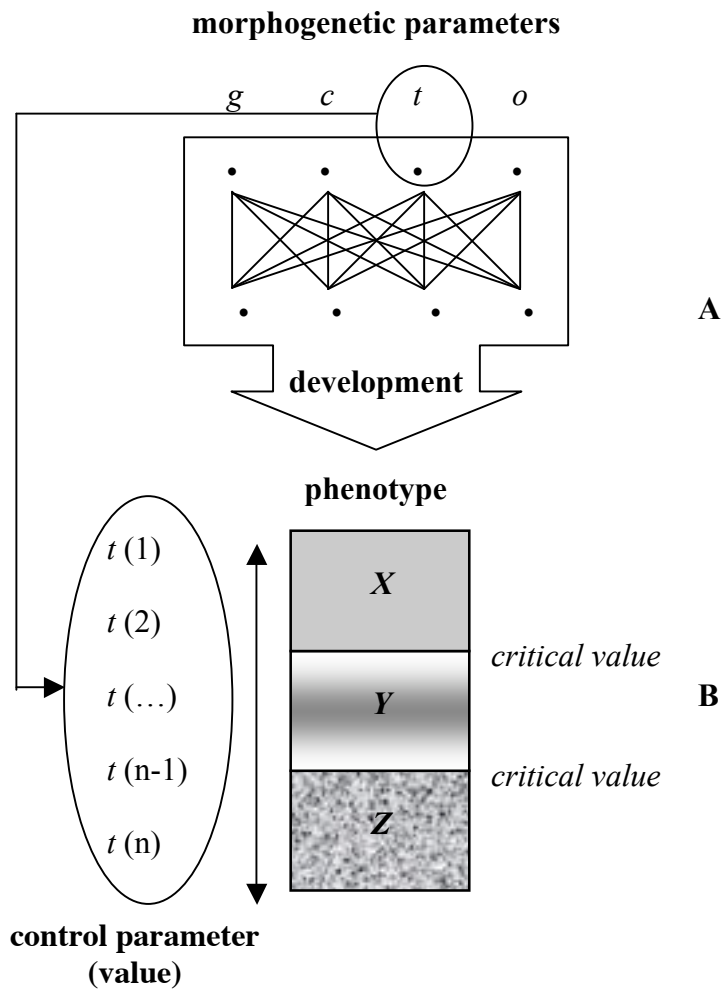 morphogenetic parameters
g c t o
A
development
phenotype
t (1)
X
t (2)
critical value
t (…)
Y
B
t (n-1)
critical value
t (n)
Z
control parameter
(value)